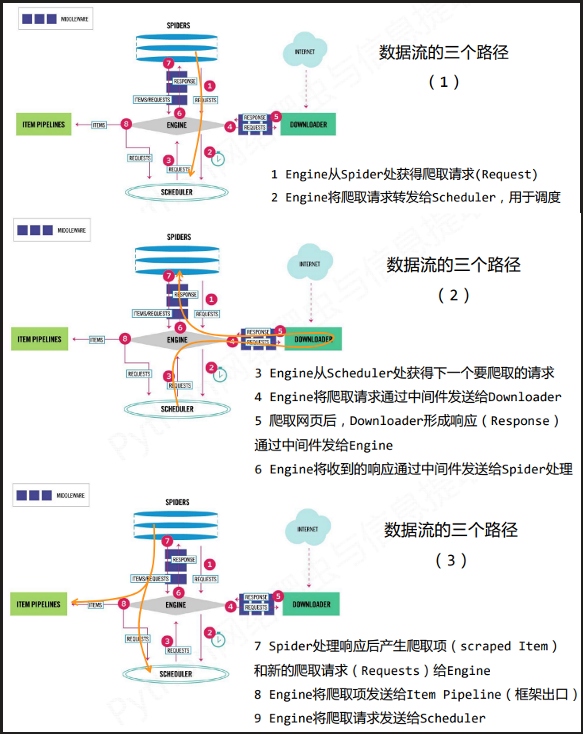 MIDDLEWARE
SPIDERS
INTERNET
数据流的三个路径
(1)
7
RESPONSE
1
ITEMS/REQUESTS
REQUESTS
6
RESPONSE
5
ITEM PIPELINES
ITEMS
8
ENGINE
4
REQUESTS
DOWNLOADER
REQUESTS
3
REQUESTS
2
SCHEDULER
1 Engine从Spider处获得爬取请求(Request)
2 Engine将爬取请求转发给Scheduler，用于调度
MIDDLEWARE
SPIDERS
INTERNET
数据流的三个路径
(2)
7
RESPONSE
1
ITEMS/REQUESTS
REQUESTS
6
RESPONSE
5
ITEM PIPELINES
ITEMS
8
ENGINE
4
REQUESTS
DOWNLOADER
REQUESTS
3
REQUESTS
2
SCHEDULER
3 Engine从Scheduler处获得下一个要爬取的请求
4 Engine将爬取请求通过中间件发送给Downloader
5 爬取网页后，Downloader形成响应（Response）
通过中间件发给Engine
6 Engine将收到的响应通过中间件发送给Spider处理
MIDDLEWARE
SPIDERS
INTERNET
数据流的三个路径
(3)
7
RESPONSE
1
ITEMS/REQUESTS
REQUESTS
6
RESPONSE
5
ITEM PIPELINES
ITEMS
8
ENGINE
4
REQUESTS
DOWNLOADER
REQUESTS
3
REQUESTS
2
SCHEDULER
7 Spider处理响应后产生爬取项（scraped Item）
和新的爬取请求（Requests）给Engine
8 Engine将爬取项发送给Item Pipeline（框架出口）
9 Engine将爬取请求发送给Scheduler